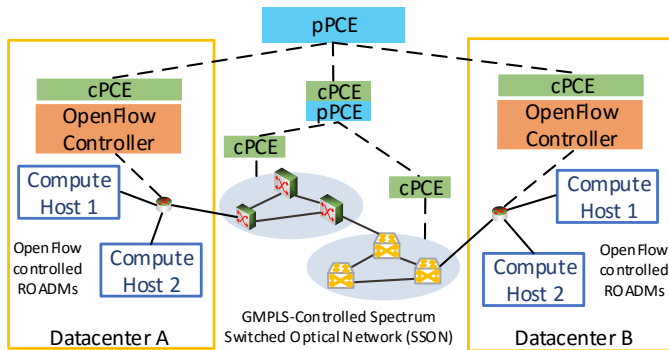 pPCE
cPCE
OpenFlow
Controller
cPCE
pPCE
cPCE
OpenFlow
Controller
cPCE
cPCE
Compute
Host 1
Compute
Host 2
OpenFlow
controlled
ROADMs
Compute
Host 1
Compute
Host 2
OpenFlow
controlled
ROADMs
GMPLS-Controlled Spectrum
Switched Optical Network (SSON)
Datacenter A
Datacenter B